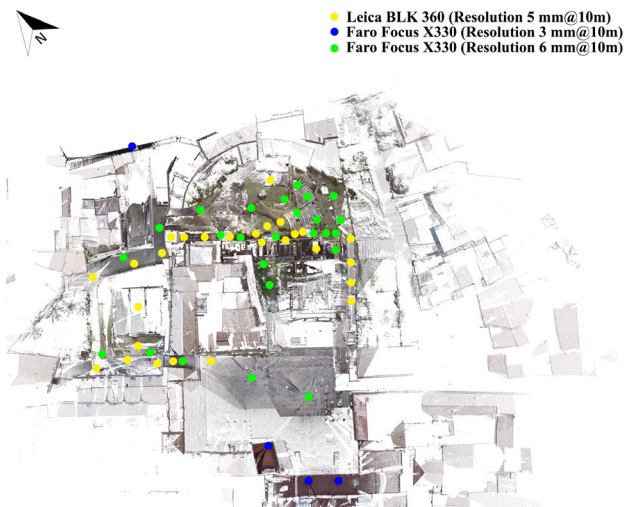 Leica BLK 360 (Resolution 5 mm@10m)
Faro Focus X330 (Resolution 3 mm@10m)
Faro Focus X330 (Resolution 6 mm@10m)
N